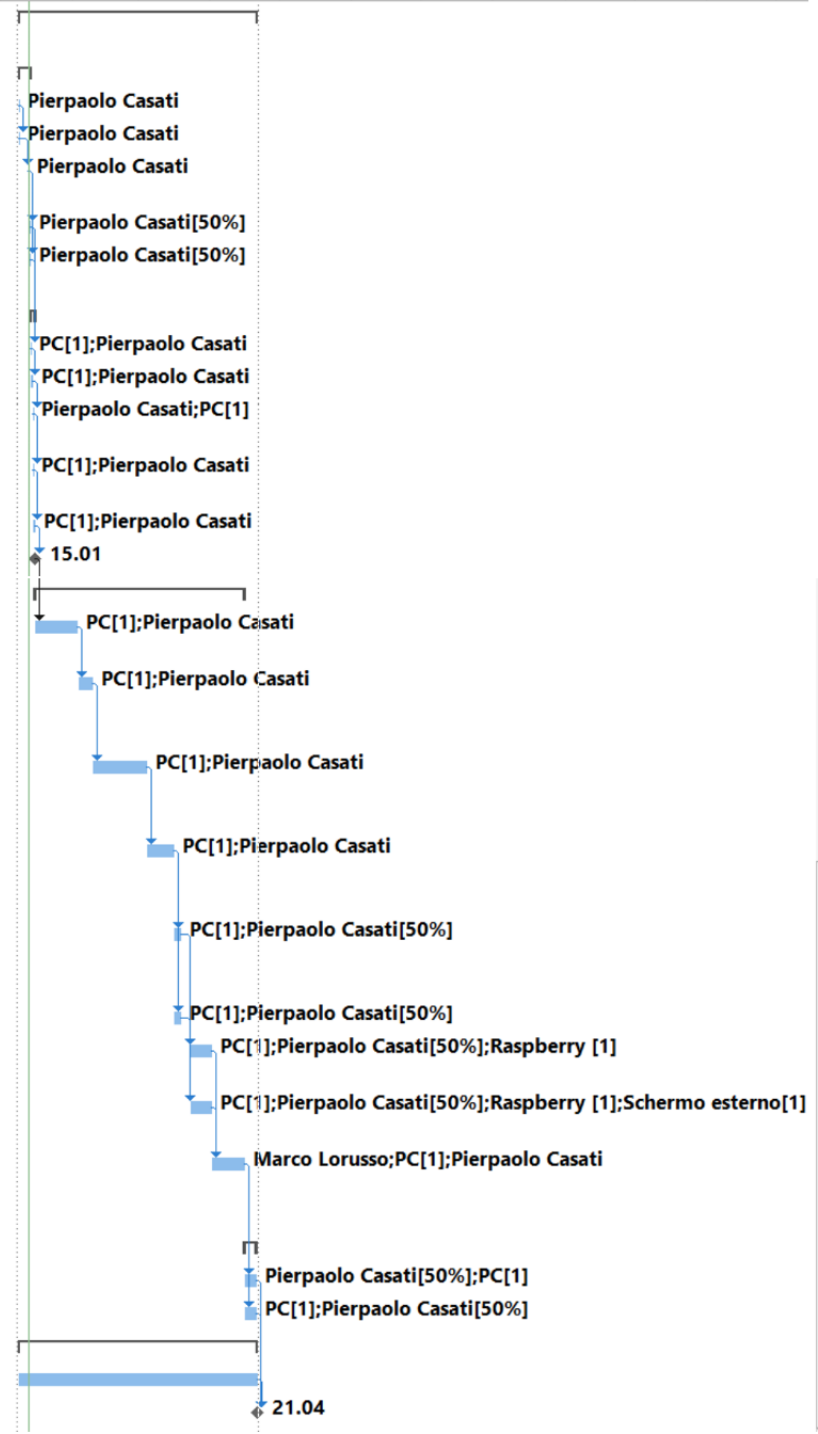 Pierpaolo Casati
Pierpaolo Casati
Pierpaolo Casati
Pierpaolo Casati[50%]
Pierpaolo Casati[50%]
PC[1];Pierpaolo Casati
PC[1];Pierpaolo Casati
Pierpaolo Casati;PC[1]
PC[1];Pierpaolo Casati
PC[1];Pierpaolo Casati
15.01
PC[1];Pierpaolo Casati
PC[1];Pierpaolo Casati
PC[1];Pierpaolo Casati
PC[1];Pierpaolo Casati
PC[1];Pierpaolo Casati[50%]
PC[1];Pierpaolo Casati[50%]
PC[1];Pierpaolo Casati[50%];Raspberry [1]
PC[1];Pierpaolo Casati[50%];Raspberry [1];Schermo esterno[1]
Marco Lorusso;PC[1];Pierpaolo Casati
Pierpaolo Casati[50%];PC[1]
PC[1];Pierpaolo Casati[50%]
21.04